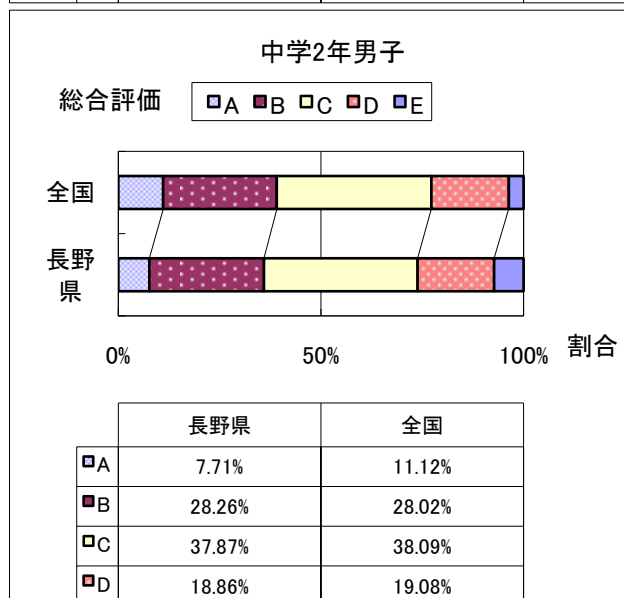 中学2年男子
総合評価
A B C D E
全国
長野
県
0% 50% 100% 割合
長野県 全国
A 7.71% 11.12%
B 28.26% 28.02%
C 37.87% 38.09%
D 18.86% 19.08%